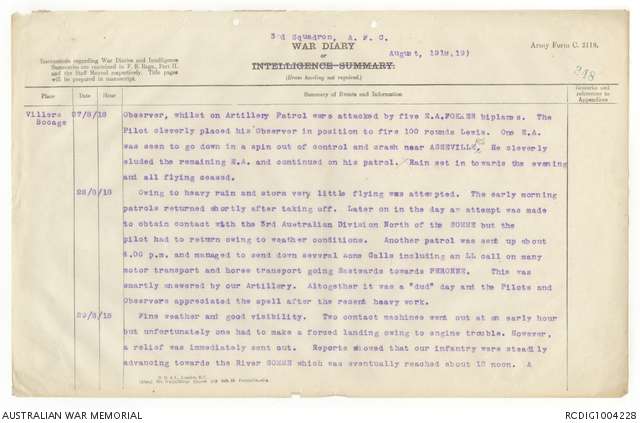 3rd Squadron, A. F. C.
WAR DIARY
or
INTELLIGENCE SUMMARY.
(Erase heading not required.)
August, 1918,19)
Army Form C. 2118.
Instructions regarding War Diaries and Intelligence
Summaries are contained in F. S. Regs., Part II.
and the Staff Manual respectively. Title pages
will be prepared in manuscript.
Place
Date
Hour
Summary of Events and Information
Remarks and
references to
Appendices
Villers
Bocage
27/8/18
Observer, whilst on Artillery Patrol were attacked by five E.A.FOKKER biplanes. The
Pilot cleverly placed his Observer in position to fire 100 rounds Lewis. One E.A.
was seen to go down in a spin out of control and crash near ASSEVILLERS. He cleverly
eluded the remaining E.A. and continued on his patrol. Rain set in towards the evening
and all flying ceased.
28/8/18
Owing to heavy rain and storm very little flying was attempted. The early morning
patrols returned shortly after taking off. Later on in the day an attempt was made
to obtain contact with the 3rd Australian Division North of the SOMME but the
pilot had to return owing to weather conditions. Another patrol was sent up about
6.00 p.m. and managed to send down several zone Calls including an LL call on many
motor transport and horse transport going Eastwards towards PERONNE. This was
smartly answered by our Artillery. Altogether it was a "dud" day and the Pilots and
Observers appreciated the spell after the recent heavy work.
29/8/18
Fine weather and good visibility. Two contact machines went out at an early hour
but unfortunately one had to make a forced landing owing to engine trouble. However,
a relief was immediately sent out. Reports showed that our infantry were steadily
advancing towards the River SOMME which was eventually reached about 12 noon. A
AUSTRALIAN WAR MEMORIAL
RCDIG1004228